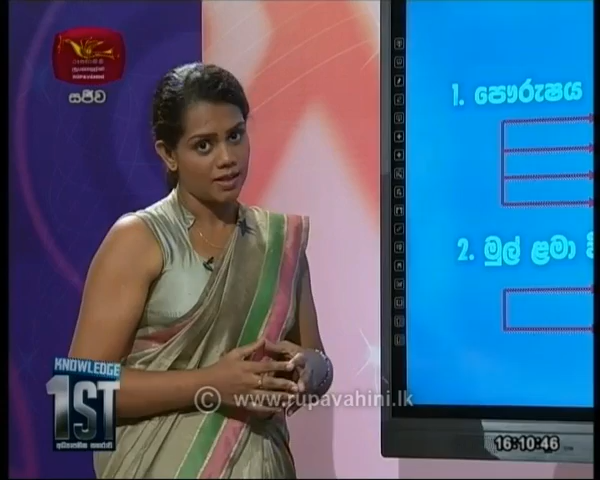 සජීව
1. පෞරුෂය
2. මුල් ළමා වි
KNOWLEDGE
1ST
© www.rupavahini.lk
16:10:46